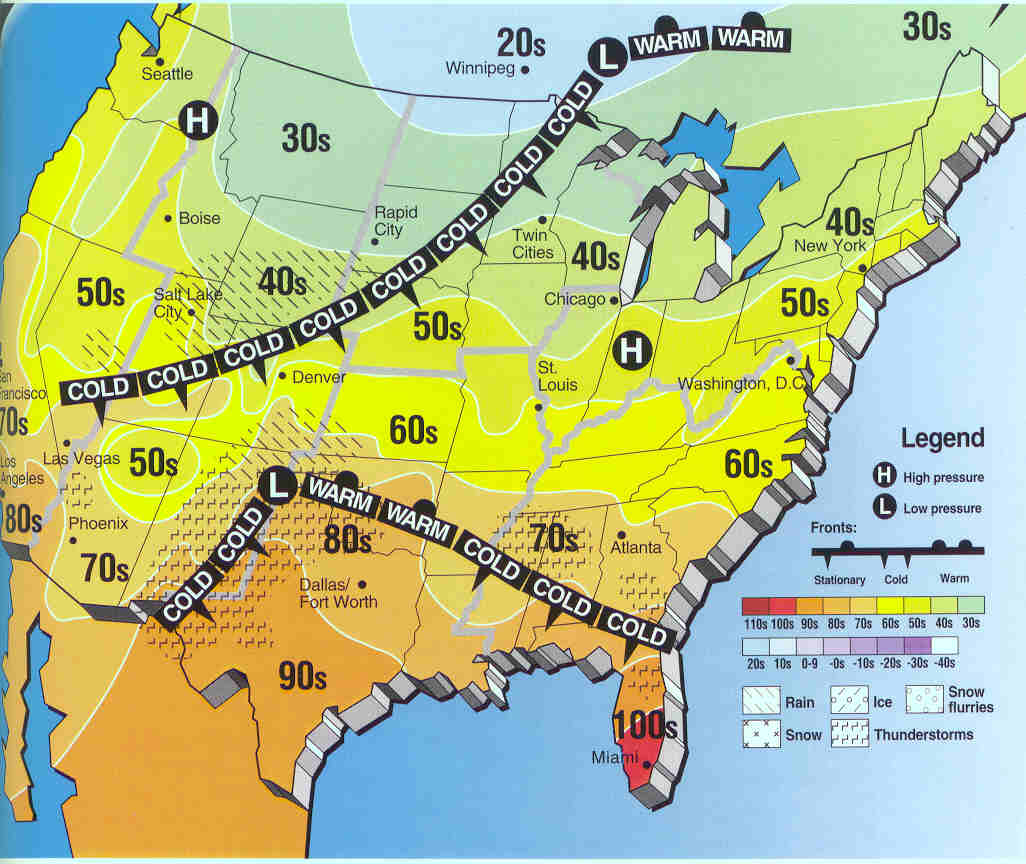 20s
30s
Winnipeg
L
WARM
WARM
Seattle
H
30s
COLD
COLD
COLD
COLD
COLD
COLD
COLD
COLD
COLD
Boise
Rapid
City
Twin
Cities
40s
40s
New York
50s
Salt Lake
City
40s
50s
Chicago
50s
H
San
Francisco
70s
Denver
St.
Louis
Washington, D.C.
Los
Angeles
Las Vegas
50s
60s
60s
80s
Phoenix
70s
L
WARM
WARM
COLD
COLD
COLD
COLD
COLD
80s
70s
Atlanta
Dallas/
Fort Worth
90s
100s
Miami
Legend
H High pressure
L Low pressure
Fronts:
Stationary Cold Warm
110s 100s 90s 80s 70s 60s 50s 40s 30s
20s 10s 0-9 -0s -10s -20s -30s -40s
Rain
Ice
Snow
flurries
Snow
Thunderstorms